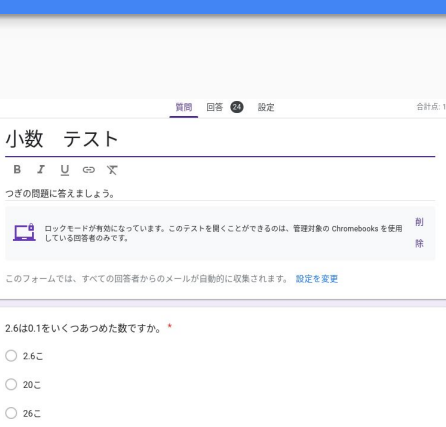 質問 回答 24 設定 合計点: 1
小数 テスト
B I U
つぎの問題に答えましょう。
ロックモードが有効になっています。このテストを開くことができるのは、管理対象の Chromebooks を使用
している回答者のみです。
削
除
このフォームでは、すべての回答者からのメールが自動的に収集されます。 設定を変更
2.6は0.1をいくつあつめた数ですか。 *
2.6こ
20こ
26こ